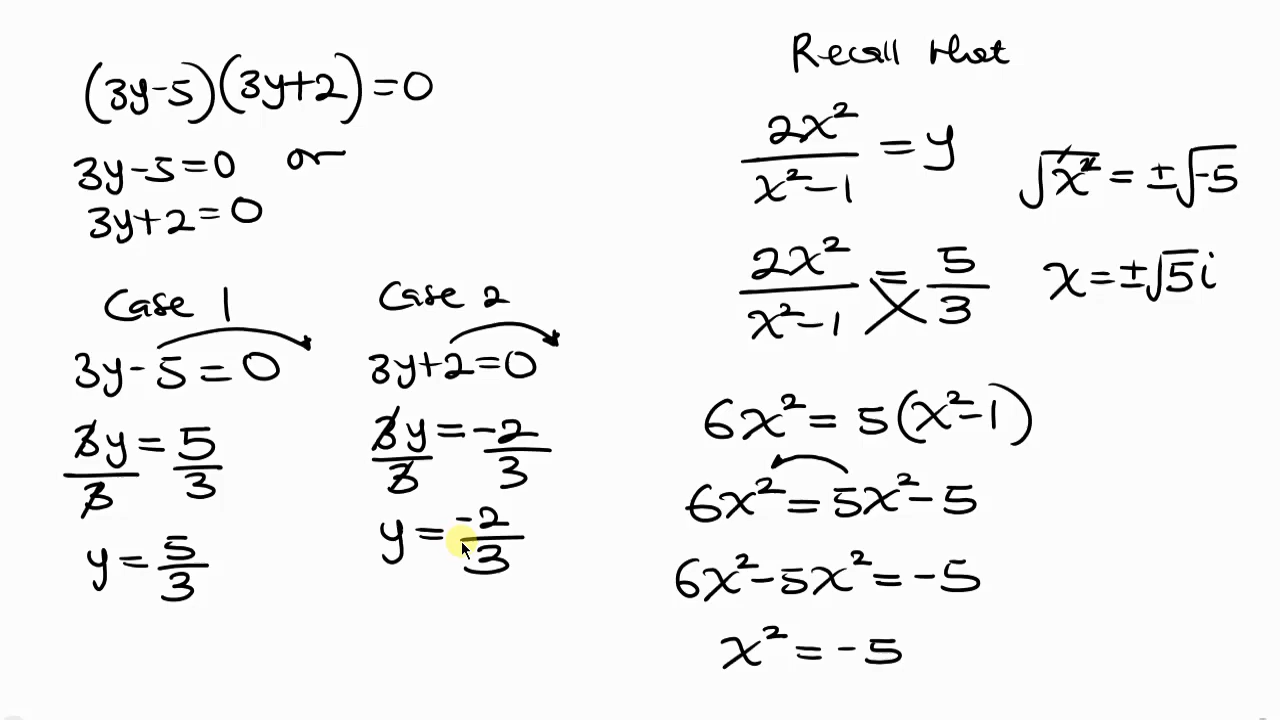 (3y-5)(3y+2)=0
3y-5=0 or
3y+2=0
Case 1
3y-5=0
3y/3=5/3
y=5/3
Case 2
3y+2=0
3y/3=-2/3
y=-2/3
Recall that
2x²/x²-1=y
2x²/x²-1=5/3
6x²=5(x²-1)
6x²=5x²-5
6x²-5x²=-5
x²=-5
√x²=±√-5
x=±√5i